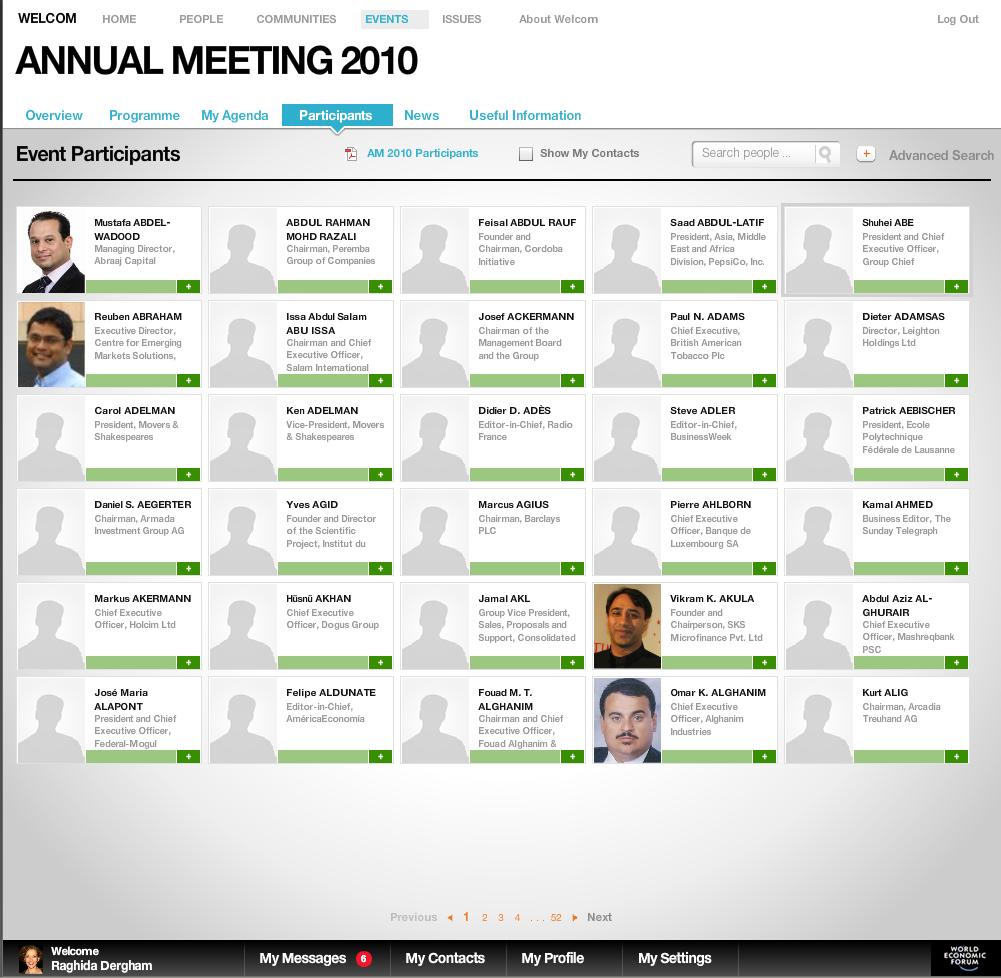 WELCOM HOME PEOPLE COMMUNITIES EVENTS ISSUES About Welcom Log Out
ANNUAL MEETING 2010
Overview Programme My Agenda Participants News Useful Information
Event Participants AM 2010 Participants Show My Contacts Search people ... + Advanced Search
Mustafa ABDEL-
WADOOD
Managing Director,
Abraaj Capital
+
ABDUL RAHMAN
MOHD RAZALI
Chairman, Peremba
Group of Companies
+
Feisal ABDUL RAUF
Founder and
Chairman, Cordoba
Initiative
+
Saad ABDUL-LATIF
President, Asia, Middle
East and Africa
Division, PepsiCo, Inc.
+
Shuhei ABE
President and Chief
Executive Officer,
Group Chief
+
Reuben ABRAHAM
Executive Director,
Centre for Emerging
Markets Solutions,
+
Issa Abdul Salam
ABU ISSA
Chairman and Chief
Executive Officer,
Salam International
+
Josef ACKERMANN
Chairman of the
Management Board
and the Group
+
Paul N. ADAMS
Chief Executive,
British American
Tobacco Plc
+
Dieter ADAMSAS
Director, Leighton
Holdings Ltd
+
Carol ADELMAN
President, Movers &
Shakespeares
+
Ken ADELMAN
Vice-President, Movers
& Shakespeares
+
Didier D. ADÈS
Editor-in-Chief, Radio
France
+
Steve ADLER
Editor-in-Chief,
BusinessWeek
+
Patrick AEBISCHER
President, Ecole
Polytechnique
Fédérale de Lausanne
+
Daniel S. AEGERTER
Chairman, Armada
Investment Group AG
+
Yves AGID
Founder and Director
of the Scientific
Project, Institut du
+
Marcus AGIUS
Chairman, Barclays
PLC
+
Pierre AHLBORN
Chief Executive
Officer, Banque de
Luxembourg SA
+
Kamal AHMED
Business Editor, The
Sunday Telegraph
+
Markus AKERMANN
Chief Executive
Officer, Holcim Ltd
+
Hüsnü AKHAN
Chief Executive
Officer, Dogus Group
+
Jamal AKL
Group Vice President,
Sales, Proposals and
Support, Consolidated
+
Vikram K. AKULA
Founder and
Chairperson, SKS
Microfinance Pvt. Ltd
+
Abdul Aziz AL-
GHURAIR
Chief Executive
Officer, Mashreqbank
PSC
+
José Maria
ALAPONT
President and Chief
Executive Officer,
Federal-Mogul
+
Felipe ALDUNATE
Editor-in-Chief,
AméricaEconomía
+
Fouad M. T.
ALGHANIM
Chairman and Chief
Executive Officer,
Fouad Alghanim &
+
Omar K. ALGHANIM
Chief Executive
Officer, Alghanim
Industries
+
Kurt ALIG
Chairman, Arcadia
Treuhand AG
+
Previous 1 2 3 4 . . . 52 Next
Welcome
Raghida Dergham
My Messages 6 My Contacts My Profile My Settings
WORLD
ECONOMIC
FORUM